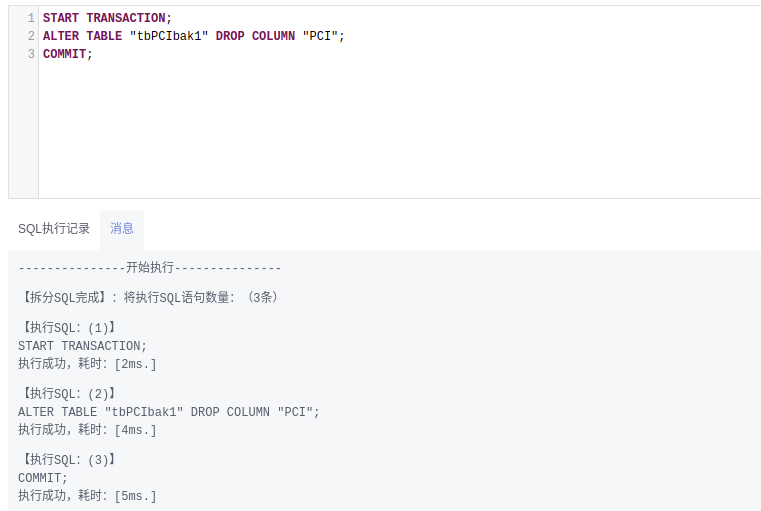 1 START TRANSACTION;
2 ALTER TABLE "tbPCIbak1" DROP COLUMN "PCI";
3 COMMIT;
SQL执行记录 消息
---------------开始执行---------------
【拆分SQL完成】：将执行SQL语句数量：（3条）
【执行SQL：(1)】
START TRANSACTION;
执行成功，耗时：[2ms.]
【执行SQL：(2)】
ALTER TABLE "tbPCIbak1" DROP COLUMN "PCI";
执行成功，耗时：[4ms.]
【执行SQL：(3)】
COMMIT;
执行成功，耗时：[5ms.]